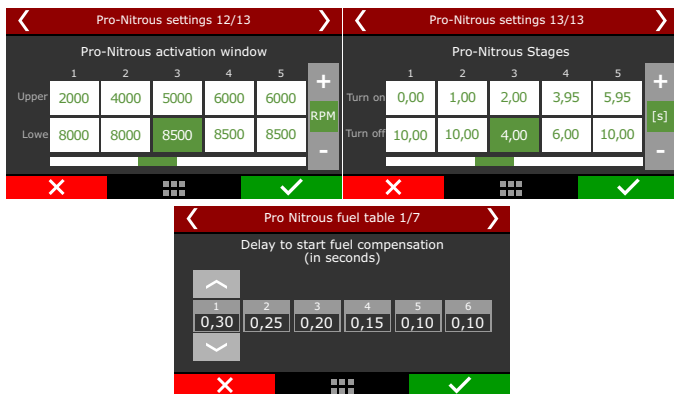 Pro-Nitrous settings 12/13
Pro-Nitrous activation window
1 2 3 4 5
Upper 2000 4000 5000 6000 6000
+
RPM
-
Lowe 8000 8000 8500 8500 8500
Pro-Nitrous settings 13/13
Pro-Nitrous Stages
1 2 3 4 5
Turn on 0,00 1,00 2,00 3,95 5,95
+
[s]
-
Turn off 10,00 10,00 4,00 6,00 10,00
Pro Nitrous fuel table 1/7
Delay to start fuel compensation
(in seconds)
1 2 3 4 5 6
0,30 0,25 0,20 0,15 0,10 0,10